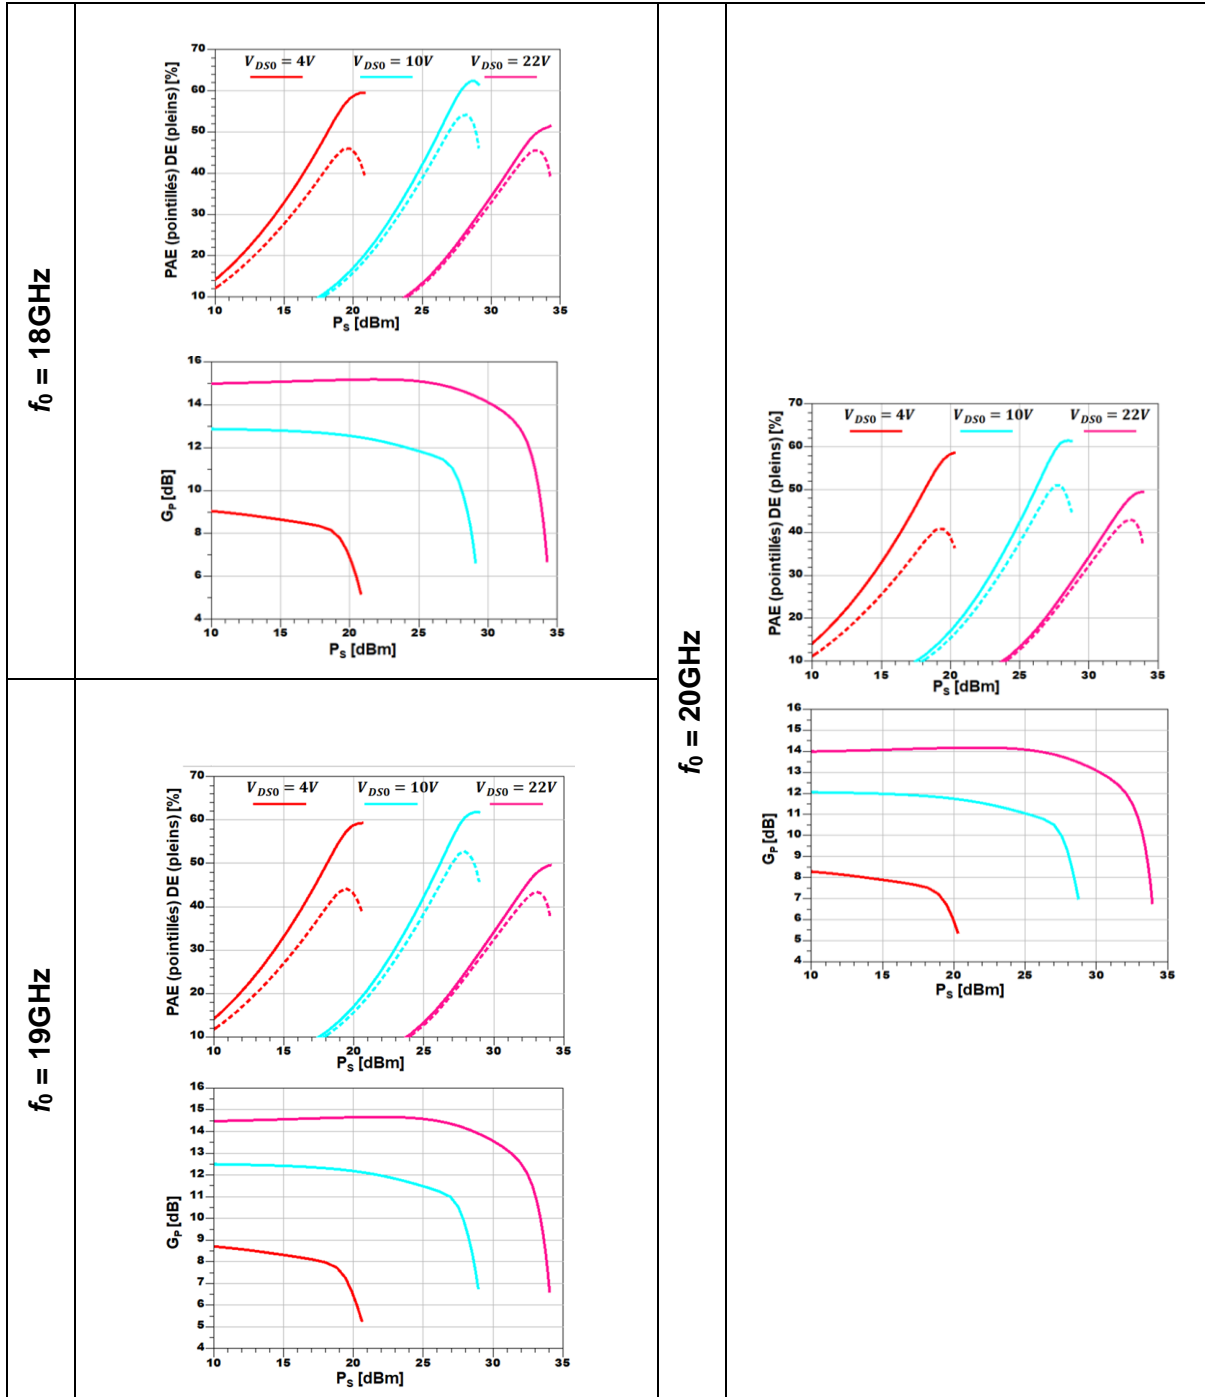 f0 = 18GHz
PAE (pointillés) DE (pleins) [%]
70
60
50
40
30
20
10
VDS0 = 4V VDS0 = 10V VDS0 = 22V
10 15 20 25 30 35
PS [dBm]
GP [dB]
16
14
12
10
8
6
4
10 15 20 25 30 35
PS [dBm]
f0 = 19GHz
PAE (pointillés) DE (pleins) [%]
70
60
50
40
30
20
10
VDS0 = 4V VDS0 = 10V VDS0 = 22V
10 15 20 25 30 35
PS [dBm]
GP [dB]
16
15
14
13
12
11
10
9
8
7
6
5
4
10 15 20 25 30 35
PS [dBm]
f0 = 20GHz
PAE (pointillés) DE (pleins) [%]
70
60
50
40
30
20
10
VDS0 = 4V VDS0 = 10V VDS0 = 22V
10 15 20 25 30 35
PS [dBm]
GP [dB]
16
15
14
13
12
11
10
9
8
7
6
5
4
10 15 20 25 30 35
PS [dBm]